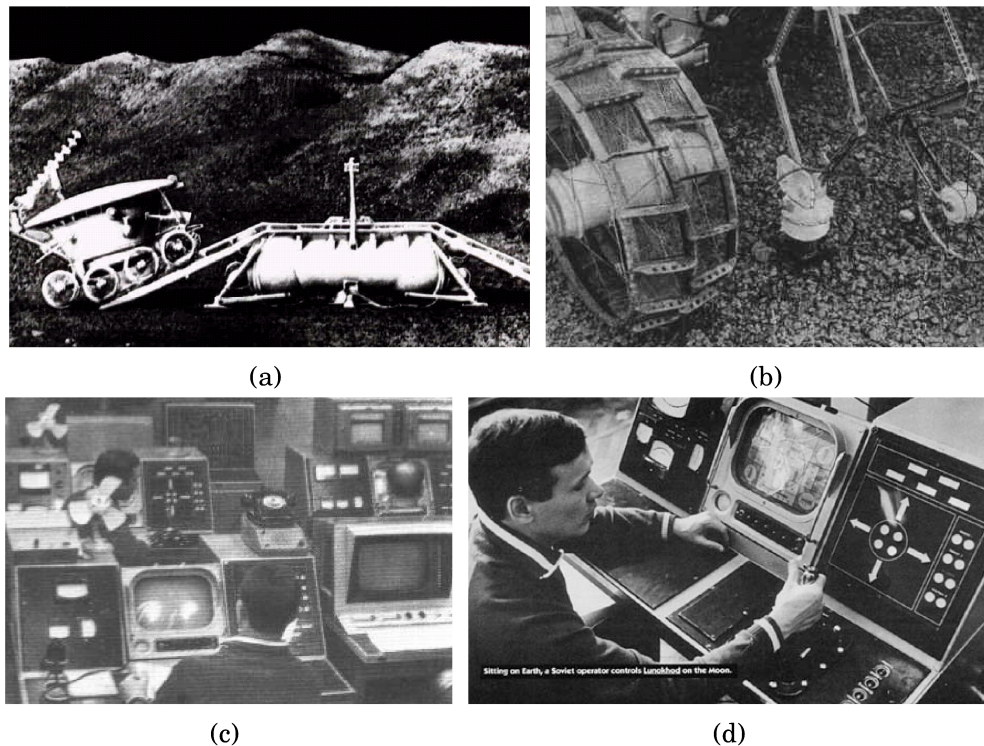 (a)
(b)
(c)
(d)
Sitting on Earth, a Soviet operator controls Lunokhod on the Moon.